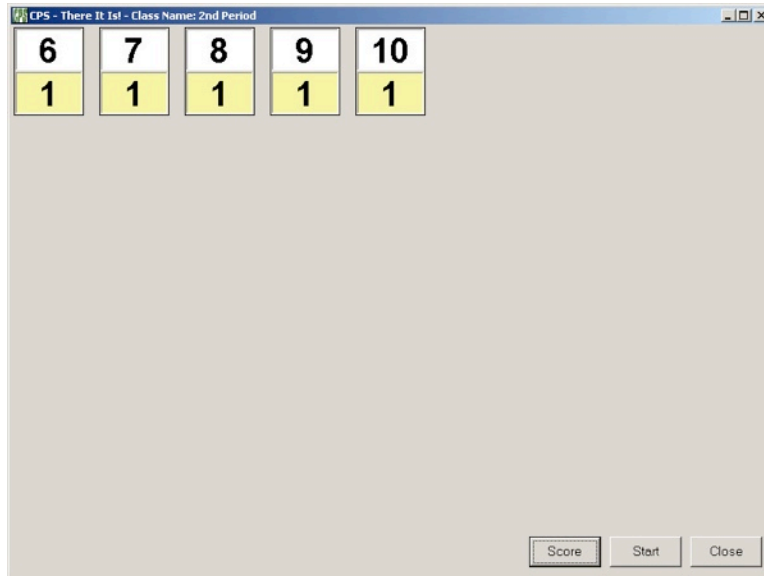 CPS - There It Is! - Class Name: 2nd Period
6 7 8 9 10
1 1 1 1 1
Score Start Close